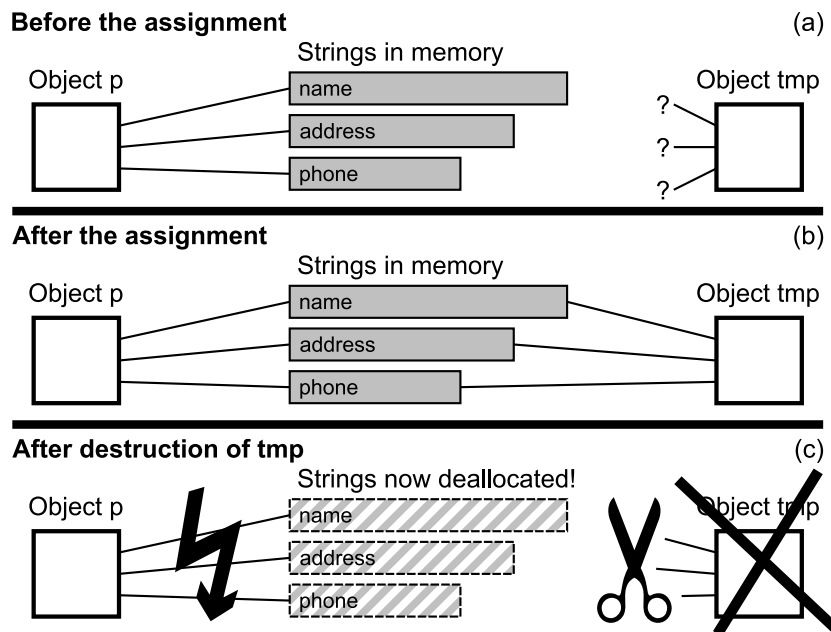 Before the assignment
(a)
Strings in memory
Object p
Object tmp
name
address
phone
?
?
?
After the assignment
(b)
Strings in memory
Object p
Object tmp
name
address
phone
After destruction of tmp
(c)
Strings now deallocated!
Object p
Object tmp
name
address
phone